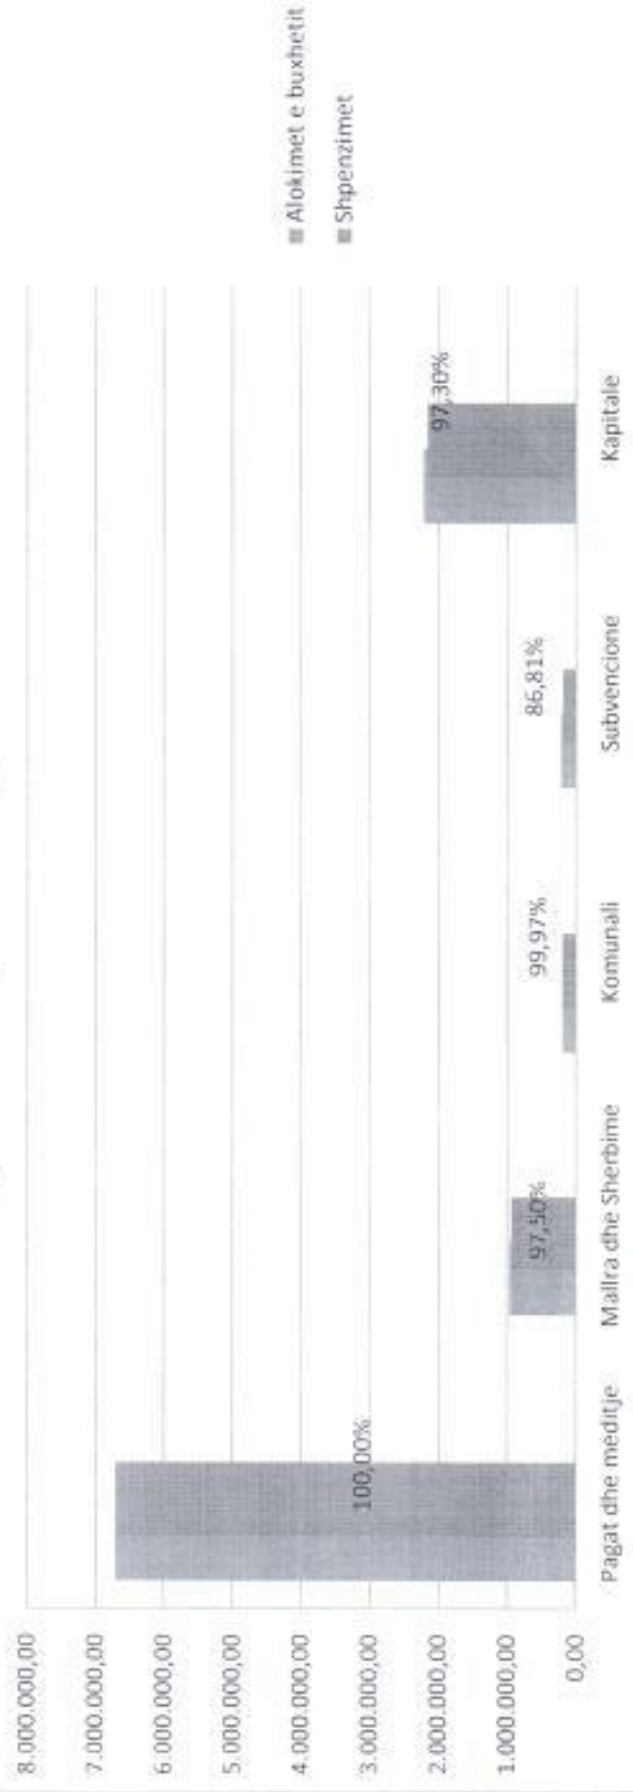 8.000.000,00
7.000.000,00
6.000.000,00
5.000.000,00
4.000.000,00
3.000.000,00
2.000.000,00
1.000.000,00
0,00
100,00%
97,50%
99,97%
86,81%
97,30%
Pagat dhe meditje
Mallra dhe Sherbime
Komunali
Subvencione
Kapitale
Alokimet e buxhetit
Shpenzimet